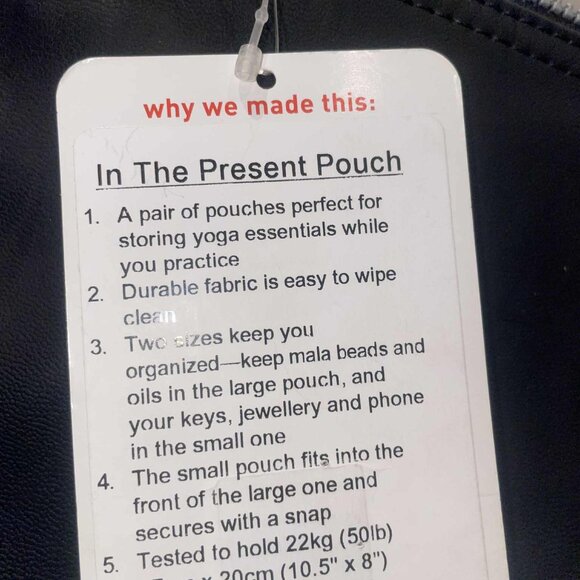 why we made this:
In The Present Pouch
1. A pair of pouches perfect for
storing yoga essentials while
you practice
2. Durable fabric is easy to wipe
clean
3. Two sizes keep you
organized—keep mala beads and
oils in the large pouch, and
your keys, jewellery and phone
in the small one
4. The small pouch fits into the
front of the large one and
secures with a snap
5. Tested to hold 22kg (50lb)
x 20cm (10.5" x 8")